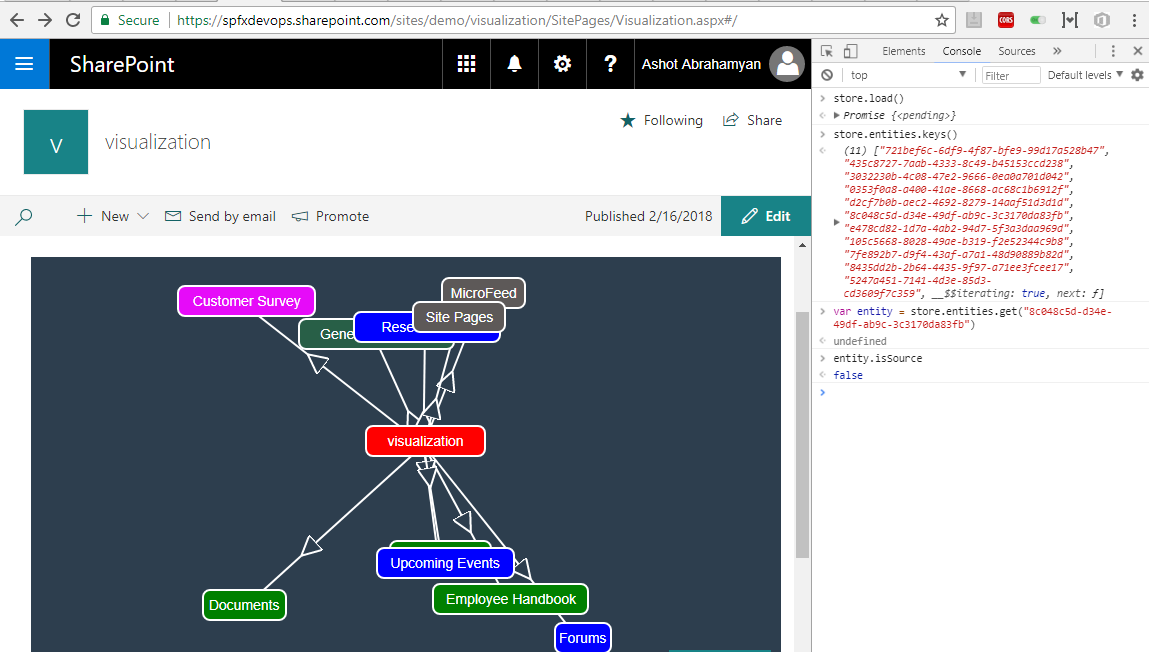 Secure
https://spfxdevops.sharepoint.com/sites/demo/visualization/SitePages/Visualization.aspx#/
CORS
SharePoint
?
Ashot Abrahamyan
V
visualization
Following
Share
New
Send by email
Promote
Published 2/16/2018
Edit
Customer Survey
MicroFeed
Site Pages
Gene
Rese
visualization
Upcoming Events
Documents
Employee Handbook
Forums
Elements
Console
Sources
»
top
Filter
Default levels
store.load()
Promise {<pending>}
store.entities.keys()
(11) ["721bef6c-6df9-4f87-bfe9-99d17a528b47",
"435c8727-7aab-4333-8c49-b45153ccd238",
"3032230b-4c08-47e2-9666-0ea0a701d042",
"0353f0a8-a400-41ae-8668-ac68c1b6912f",
"d2cf7b0b-aec2-4692-8279-14aaf51d3d1d",
"8c048c5d-d34e-49df-ab9c-3c3170da83fb",
"e478cd82-1d7a-4ab2-94d7-5f3a3daa969d",
"105c5668-8028-49ae-b319-f2e52344c9b8",
"7fe892b7-d9f4-43af-a7a1-48d90889b82d",
"8435dd2b-2b64-4435-9f97-a71ee3fcee17",
"5247a451-7141-4d3e-85d3-
cd3609f7c359", __$$iterating: true, next: ƒ]
var entity = store.entities.get("8c048c5d-d34e-
49df-ab9c-3c3170da83fb")
undefined
entity.isSource
false